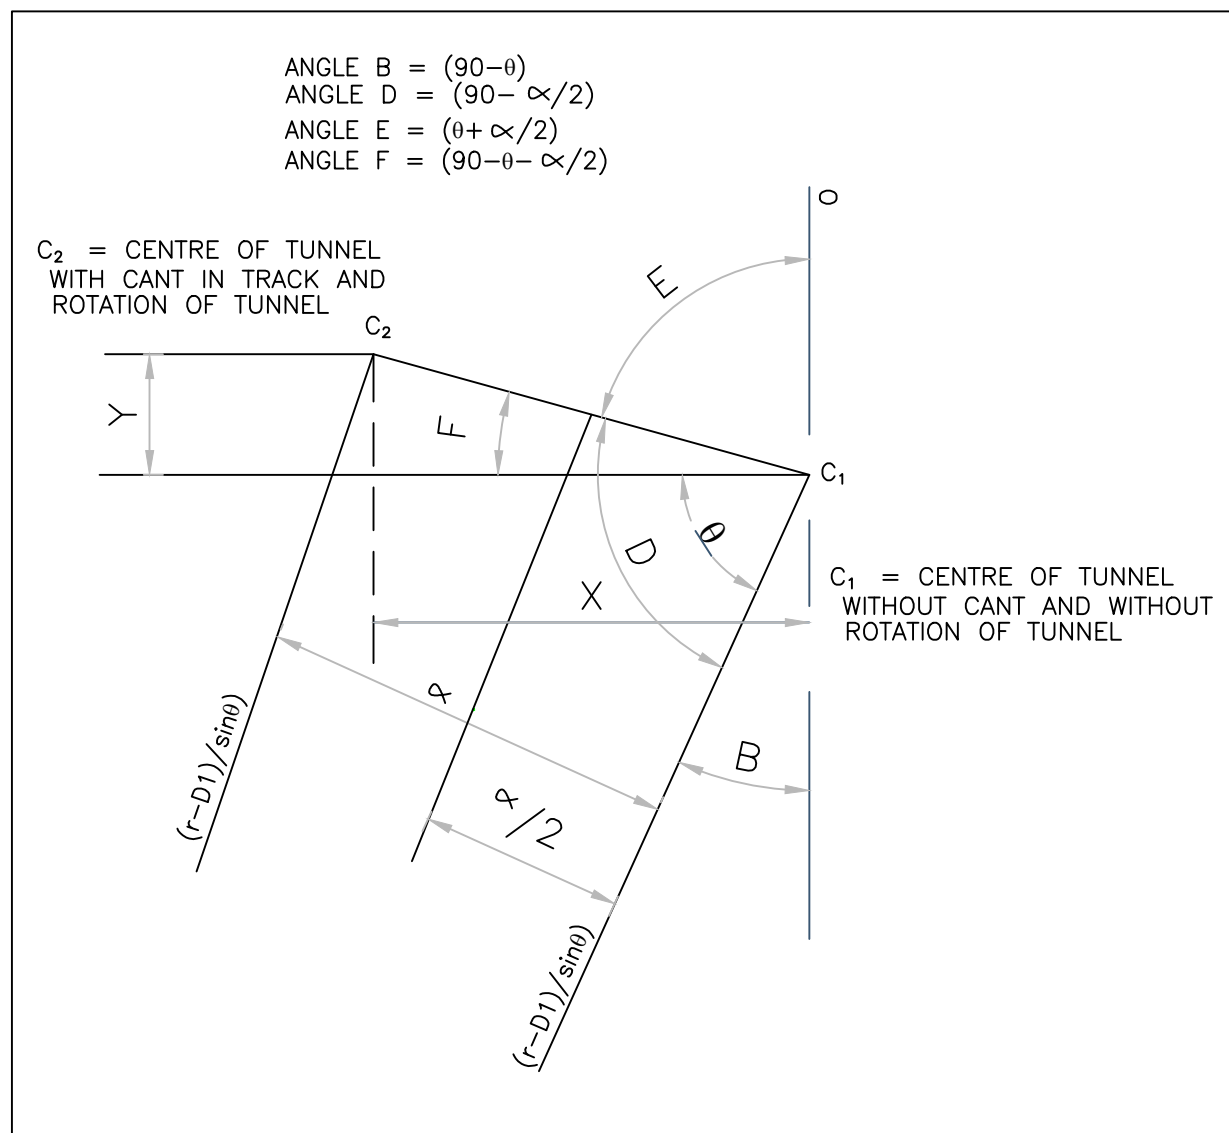 ANGLE B = (90-θ)
ANGLE D = (90- ∝/2)
ANGLE E = (θ+ ∝/2)
ANGLE F = (90-θ- ∝/2)
O
C₂ = CENTRE OF TUNNEL
WITH CANT IN TRACK AND
ROTATION OF TUNNEL
E
C₂
Y
F
C₁
θ
D
X
C₁ = CENTRE OF TUNNEL
WITHOUT CANT AND WITHOUT
ROTATION OF TUNNEL
∝
B
(r-D1)/sinθ)
∝/2
(r-D1)/sinθ)